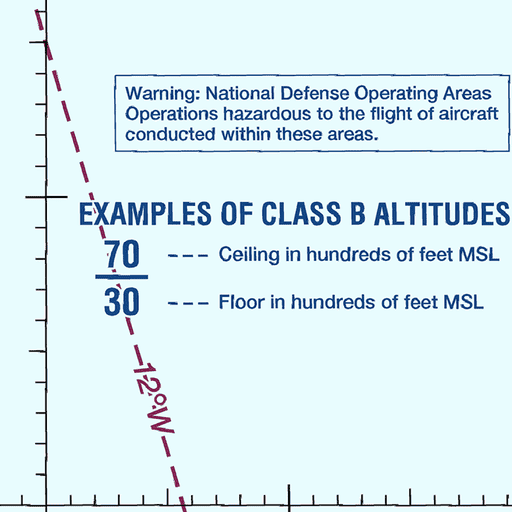 Warning: National Defense Operating Areas
Operations hazardous to the flight of aircraft
conducted within these areas.
EXAMPLES OF CLASS B ALTITUDES
70 --- Ceiling in hundreds of feet MSL
30 --- Floor in hundreds of feet MSL
12°W